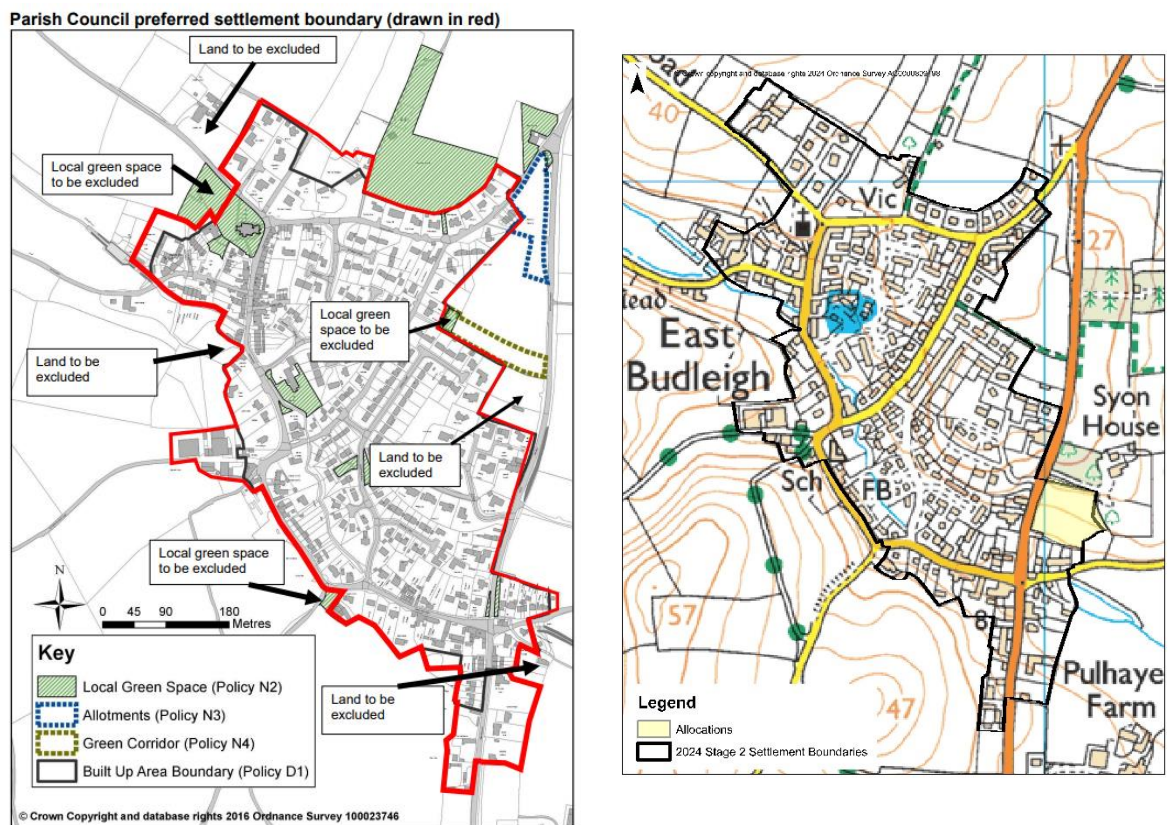 Parish Council preferred settlement boundary (drawn in red)
Land to be excluded
Local green space
to be excluded
Local green
space to be
excluded
Land to be
excluded
Land to be
excluded
Local green space
to be excluded
Land to be
excluded
N
0 45 90 180
Metres
Key
Local Green Space (Policy N2)
Allotments (Policy N3)
Green Corridor (Policy N4)
Built Up Area Boundary (Policy D1)
© Crown Copyright and database rights 2016 Ordnance Survey 100023746
oad
40
Vic
27
ead
East
Budleigh
Syon
House
Sch
FB
57
8
47
Pulhaye
Farm
Legend
Allocations
2024 Stage 2 Settlement Boundaries